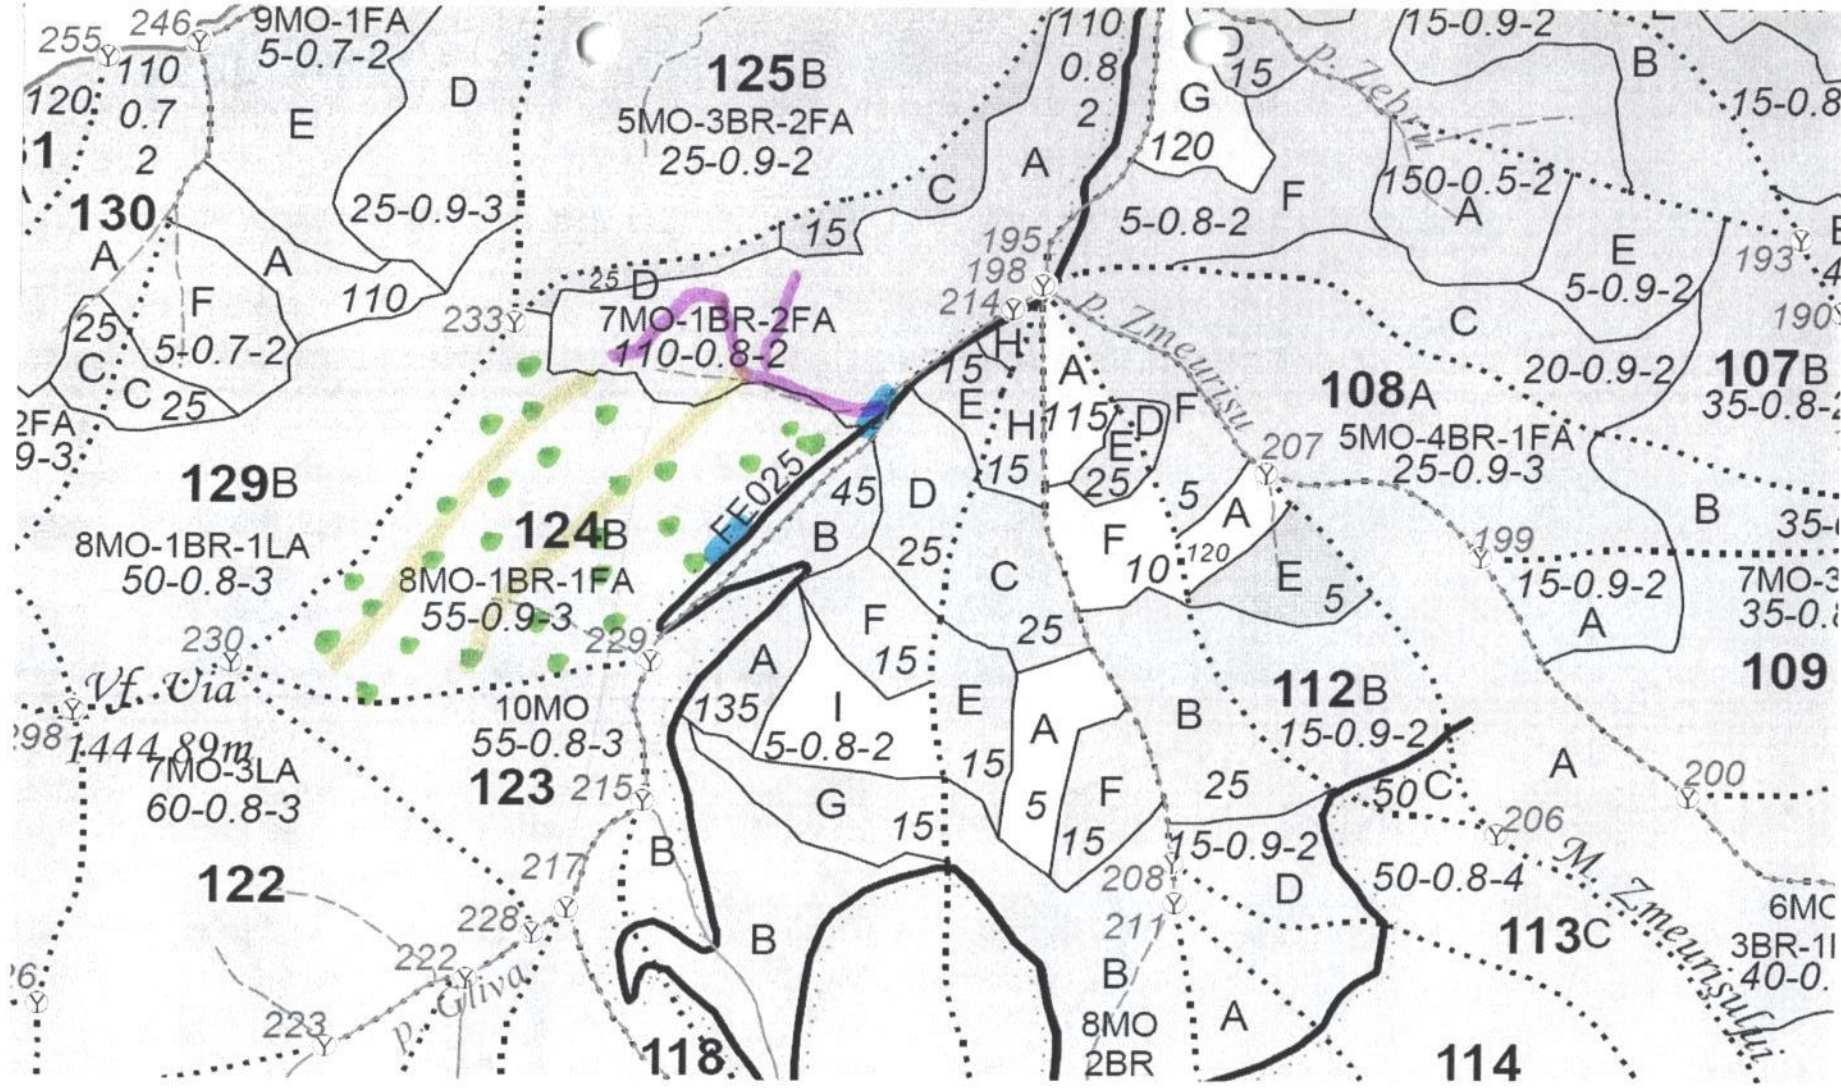 246
9MO-1FA
5-0.7-2
255
110
0.7
2
120
E
D
25-0.9-3
125B
5MO-3BR-2FA
25-0.9-2
110
0.8
2
A
C
15
D
15
p. Zebru
15-0.9-2
B
15-0.8
G
120
F
5-0.8-2
150-0.5-2
A
E
5-0.9-2
193
190
130
A
A
110
F
5-0.7-2
25
C
C
25
233
25
D
7MO-1BR-2FA
110-0.8-2
195
198
214
p. Zmeurișu
C
20-0.9-2
107B
35-0.8-2
108A
5MO-4BR-1FA
25-0.9-3
H
15
E
H
15
A
115
D
E
25
F
5
207
2FA
9-3
129B
8MO-1BR-1LA
50-0.8-3
124B
8MO-1BR-1FA
55-0.9-3
FE025
45
B
D
25
C
25
F
10
A
120
E
5
199
B
15-0.9-2
A
7MO-3
109
229
230
Vf. Via
1444.89m
298
7MO-3LA
60-0.8-3
10MO
55-0.8-3
123
215
A
135
F
15
I
5-0.8-2
E
15
A
5
F
15
B
25
112B
15-0.9-2
50
C
A
200
206
M. Zmeurișului
G
15
B
15-0.9-2
D
50-0.8-4
113C
6MO
3BR-1
40-0.
122
217
228
222
p. Gliva
223
B
208
211
B
8MO
2BR
A
118
114